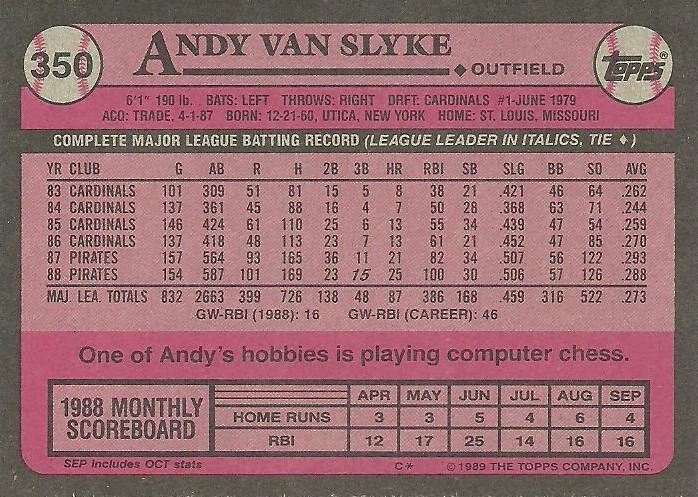 350 ANDY VAN SLYKE topps
◆ OUTFIELD
6'1" 190 lb. BATS: LEFT THROWS: RIGHT DRFT: CARDINALS #1-JUNE 1979
ACQ: TRADE, 4-1-87 BORN: 12-21-60, UTICA, NEW YORK HOME: ST. LOUIS, MISSOURI
COMPLETE MAJOR LEAGUE BATTING RECORD (LEAGUE LEADER IN ITALICS, TIE ♦)
YR CLUB G AB R H 2B 3B HR RBI SB SLG BB SO AVG
83 CARDINALS 101 309 51 81 15 5 8 38 21 .421 46 64 .262
84 CARDINALS 137 361 45 88 16 4 7 50 28 .368 63 71 .244
85 CARDINALS 146 424 61 110 25 6 13 55 34 .439 47 54 .259
86 CARDINALS 137 418 48 113 23 7 13 61 21 .452 47 85 .270
87 PIRATES 157 564 93 165 36 11 21 82 34 .507 56 122 .293
88 PIRATES 154 587 101 169 23 15 25 100 30 .506 57 126 .288
MAJ. LEA. TOTALS 832 2663 399 726 138 48 87 386 168 .459 316 522 .273
GW-RBI (1988): 16 GW-RBI (CAREER): 46
One of Andy's hobbies is playing computer chess.
1988 MONTHLY SCOREBOARD
APR MAY JUN JUL AUG SEP
HOME RUNS 3 3 5 4 6 4
RBI 12 17 25 14 16 16
SEP includes OCT stats C* © 1989 THE TOPPS COMPANY, INC.